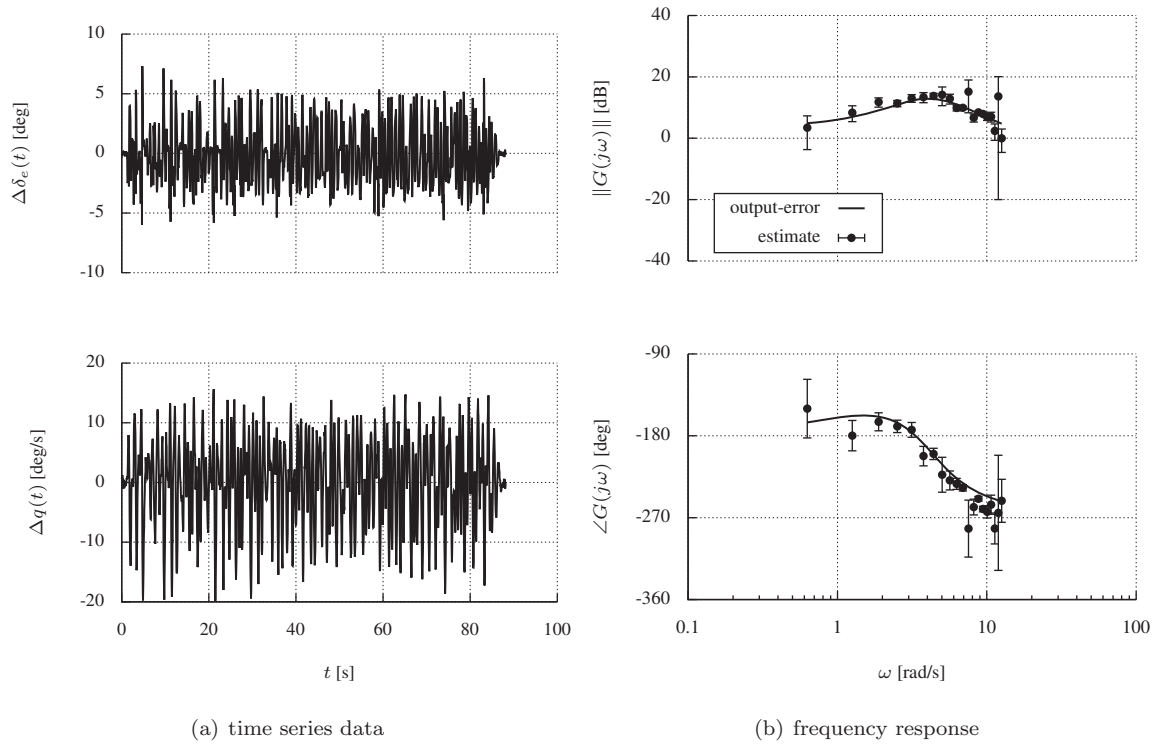 10
5
0
-5
-10
Δδe(t) [deg]
20
10
0
-10
-20
Δq(t) [deg/s]
0 20 40 60 80 100
t [s]
(a) time series data
40
20
0
-20
-40
||G(jω)|| [dB]
output-error
estimate
-90
-180
-270
-360
∠G(jω) [deg]
0.1 1 10 100
ω [rad/s]
(b) frequency response